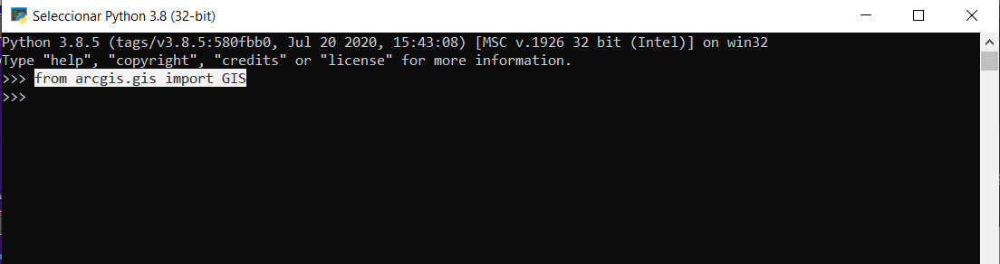 Seleccionar Python 3.8 (32-bit)
Python 3.8.5 (tags/v3.8.5:580fbb0, Jul 20 2020, 15:43:08) [MSC v.1926 32 bit (Intel)] on win32
Type "help", "copyright", "credits" or "license" for more information.
>>> from arcgis.gis import GIS
>>>